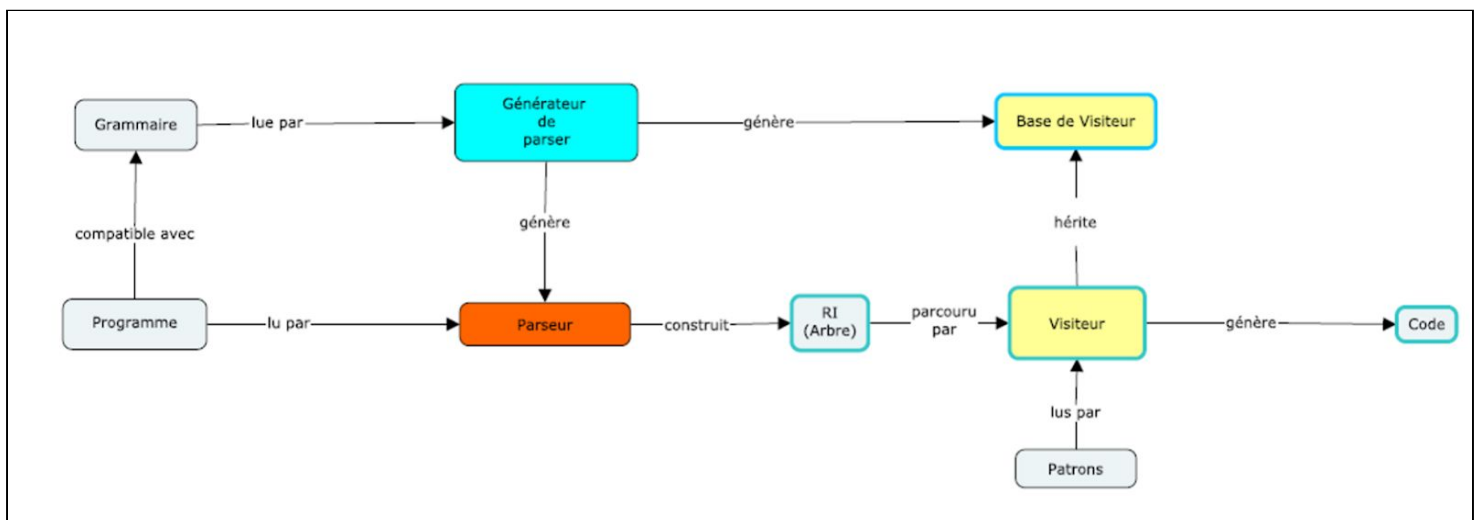 Grammaire
lue par
Générateur
de
parser
génère
Base de Visiteur
compatible avec
génère
hérite
Programme
lu par
Parseur
construit
RI
(Arbre)
parcouru
par
Visiteur
génère
Code
lus par
Patrons